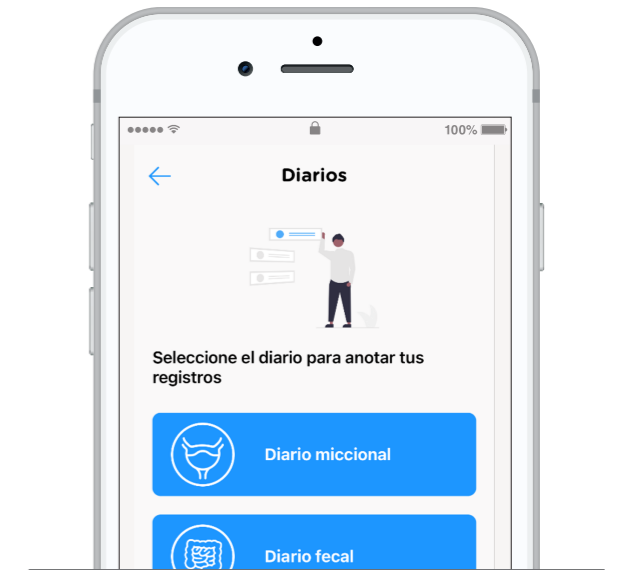 100%
Diarios
Seleccione el diario para anotar tus
registros
Diario miccional
Diario fecal